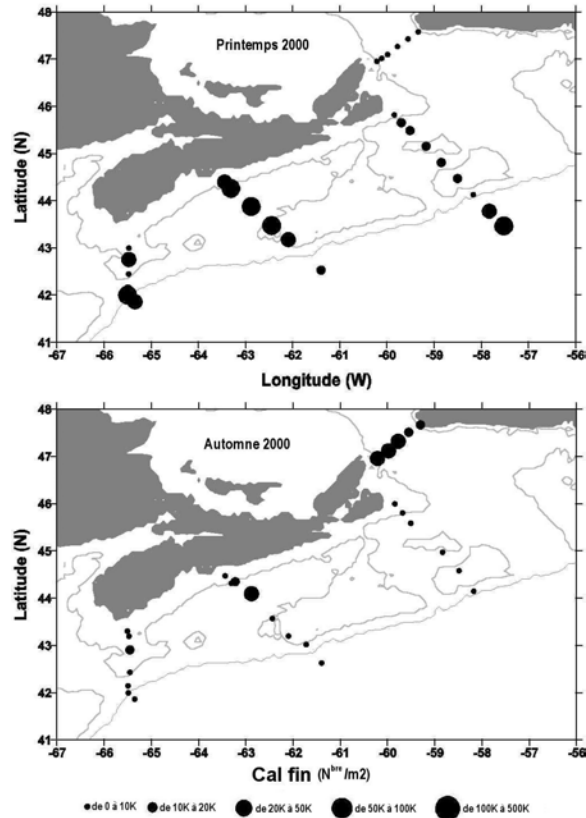 48
47
46
45
44
43
42
41
Latitude (N)
Printemps 2000
-67 -66 -65 -64 -63 -62 -61 -60 -59 -58 -57 -56
Longitude (W)
48
47
46
45
44
43
42
41
Latitude (N)
Automne 2000
-67 -66 -65 -64 -63 -62 -61 -60 -59 -58 -57 -56
Cal fin (Nbre/m2)
de 0 à 10K de 10K à 20K de 20K à 50K de 50K à 100K de 100K à 500K